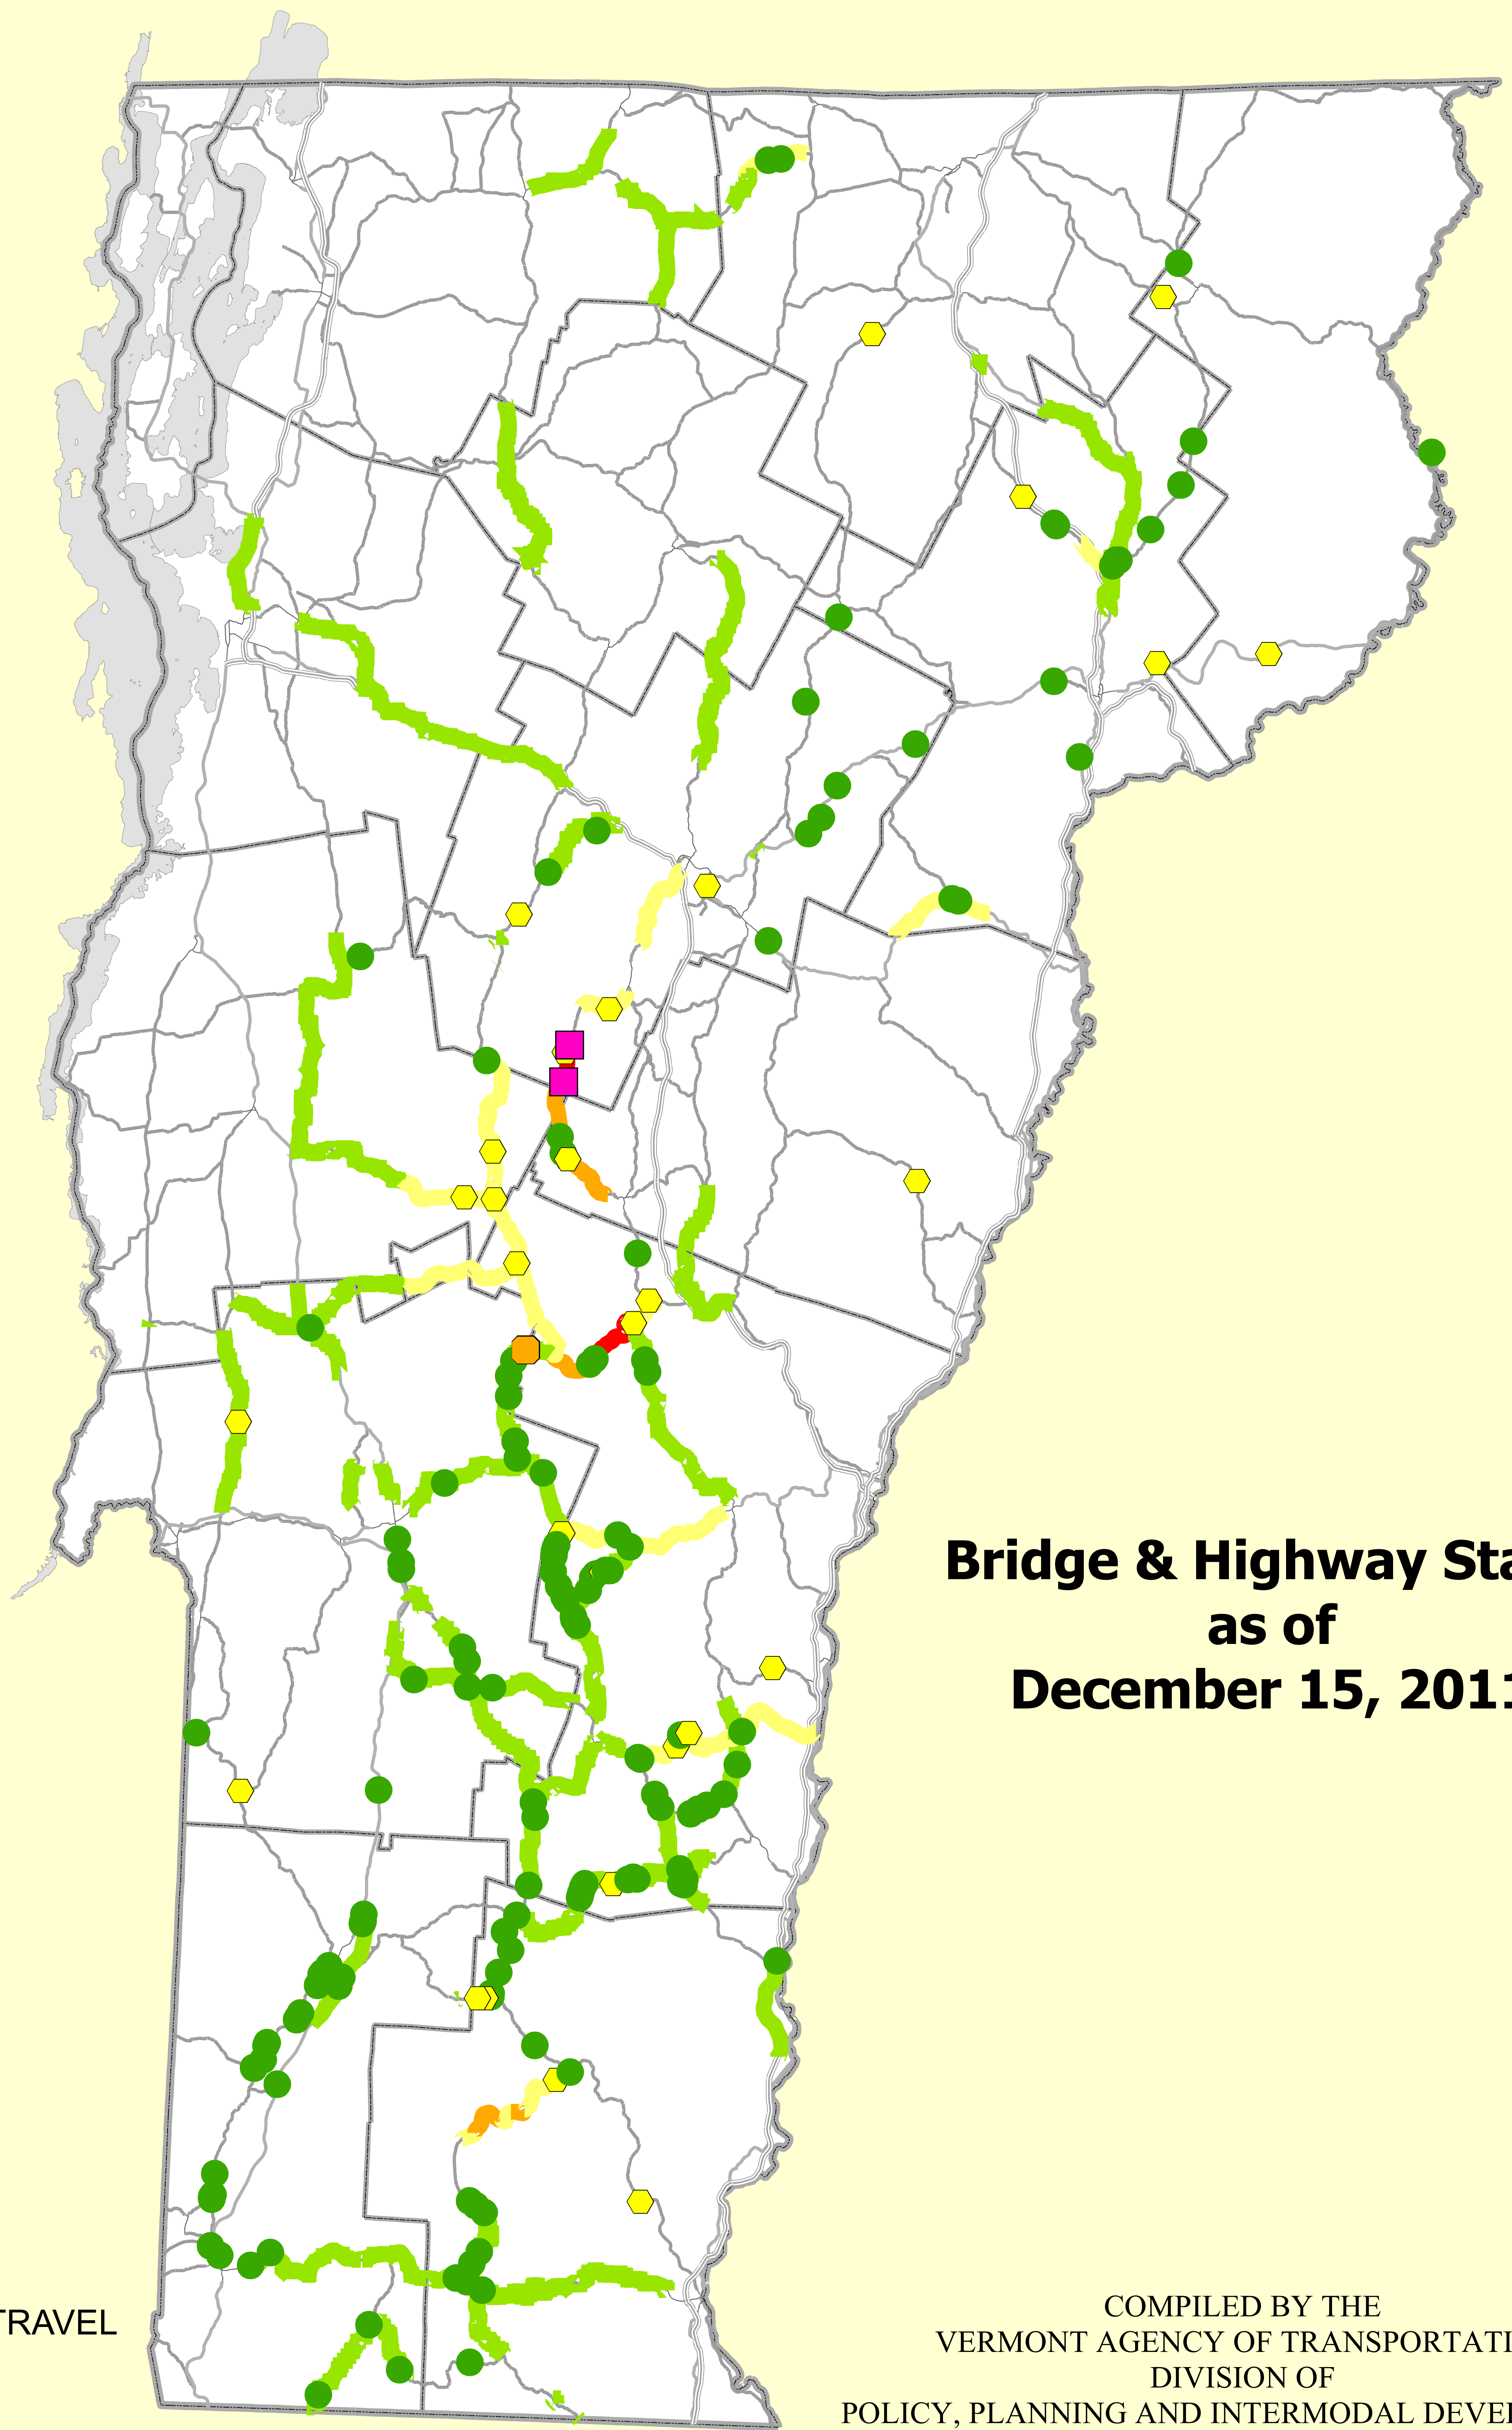 Bridge & Highway Sta
as of
December 15, 2011
TRAVEL
COMPILED BY THE
VERMONT AGENCY OF TRANSPORTATI
DIVISION OF
POLICY, PLANNING AND INTERMODAL DEVE